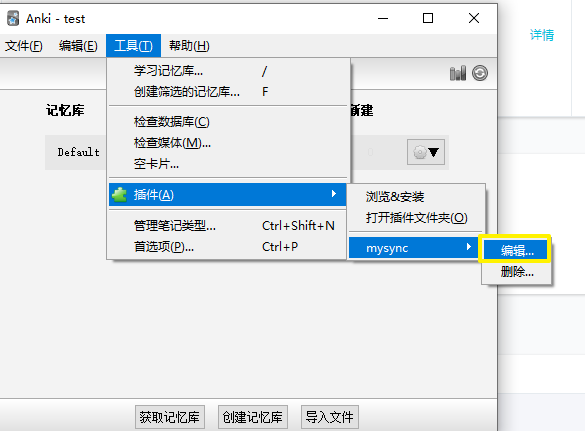 Anki - test
详情
文件(F) 编辑(E) 工具(T) 帮助(H)
学习记忆库... /
创建筛选的记忆库... F
记忆库 新建
检查数据库(C)
检查媒体(M)...
Default
空卡片...
插件(A)
浏览&安装
打开插件文件夹(O)
管理笔记类型... Ctrl+Shift+N
首选项(P)... Ctrl+P
mysync
编辑...
删除...
获取记忆库 创建记忆库 导入文件